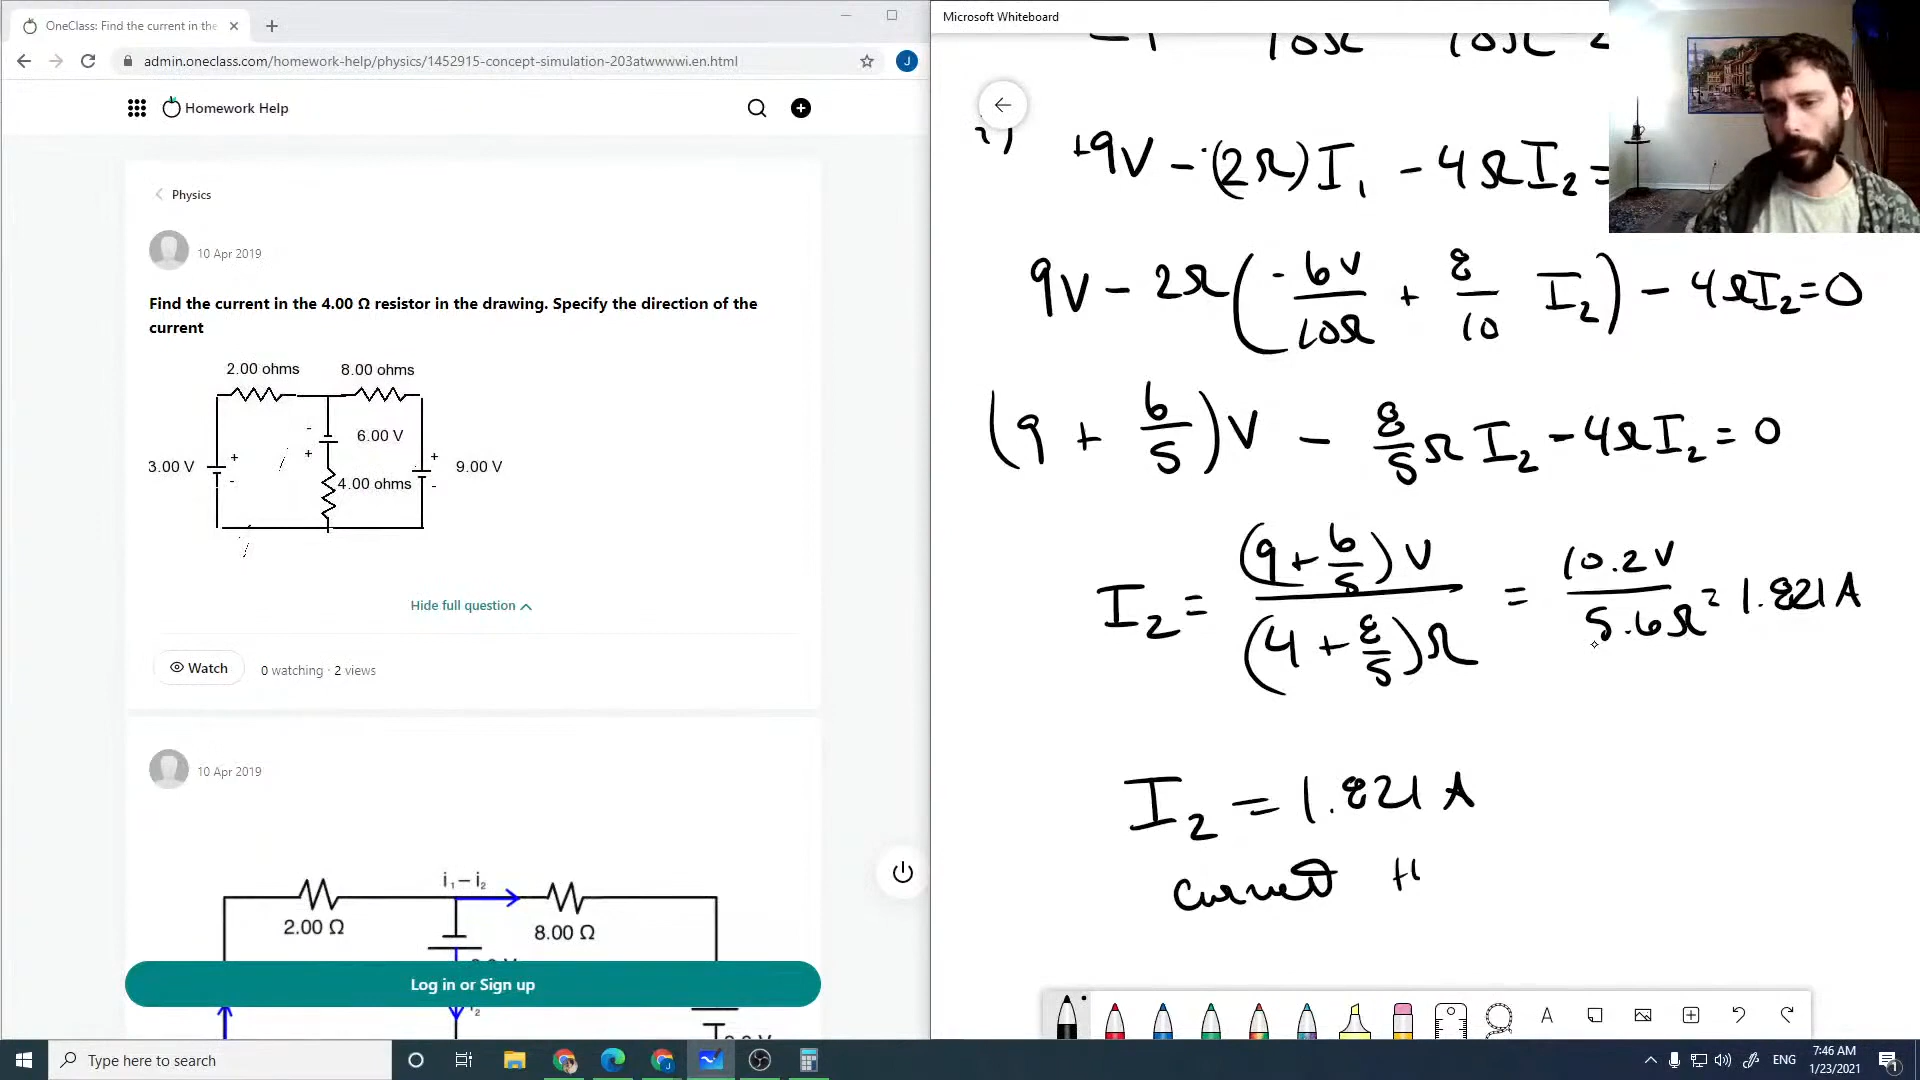 OneClass: Find the current in the
admin.oneclass.com/homework-help/physics/1452915-concept-simulation-203atwwwwi.en.html
J
Homework Help
Physics
10 Apr 2019
Find the current in the 4.00 Ω resistor in the drawing. Specify the direction of the
current
2.00 ohms 8.00 ohms
- 6.00 V
+
3.00 V + - 4.00 ohms + - 9.00 V
Hide full question
Watch 0 watching · 2 views
10 Apr 2019
i₁ – i₂
2.00 Ω 8.00 Ω
Log in or Sign up
Type here to search
Microsoft Whiteboard
+9V - (2Ω)I₁ - 4ΩI₂ =
9V - 2Ω(-6V/10Ω + 8/10 I₂) - 4ΩI₂ = 0
(9 + 6/5)V - 8/5 Ω I₂ - 4ΩI₂ = 0
I₂ = (9 + 6/5)V / (4 + 8/5)Ω = 10.2V / 5.6Ω = 1.821 A
I₂ = 1.821 A
current
A
ENG
7:46 AM
1/23/2021
1